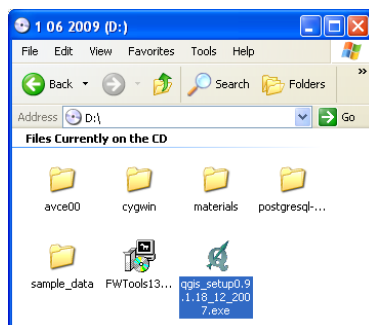 1 06 2009 (D:)
File Edit View Favorites Tools Help
Back Search Folders »
Address D:\ Go
Files Currently on the CD
avce00 cygwin materials postgresql-...
sample_data FWTools13... qgis_setup0.9
.1.18_12_200
7.exe